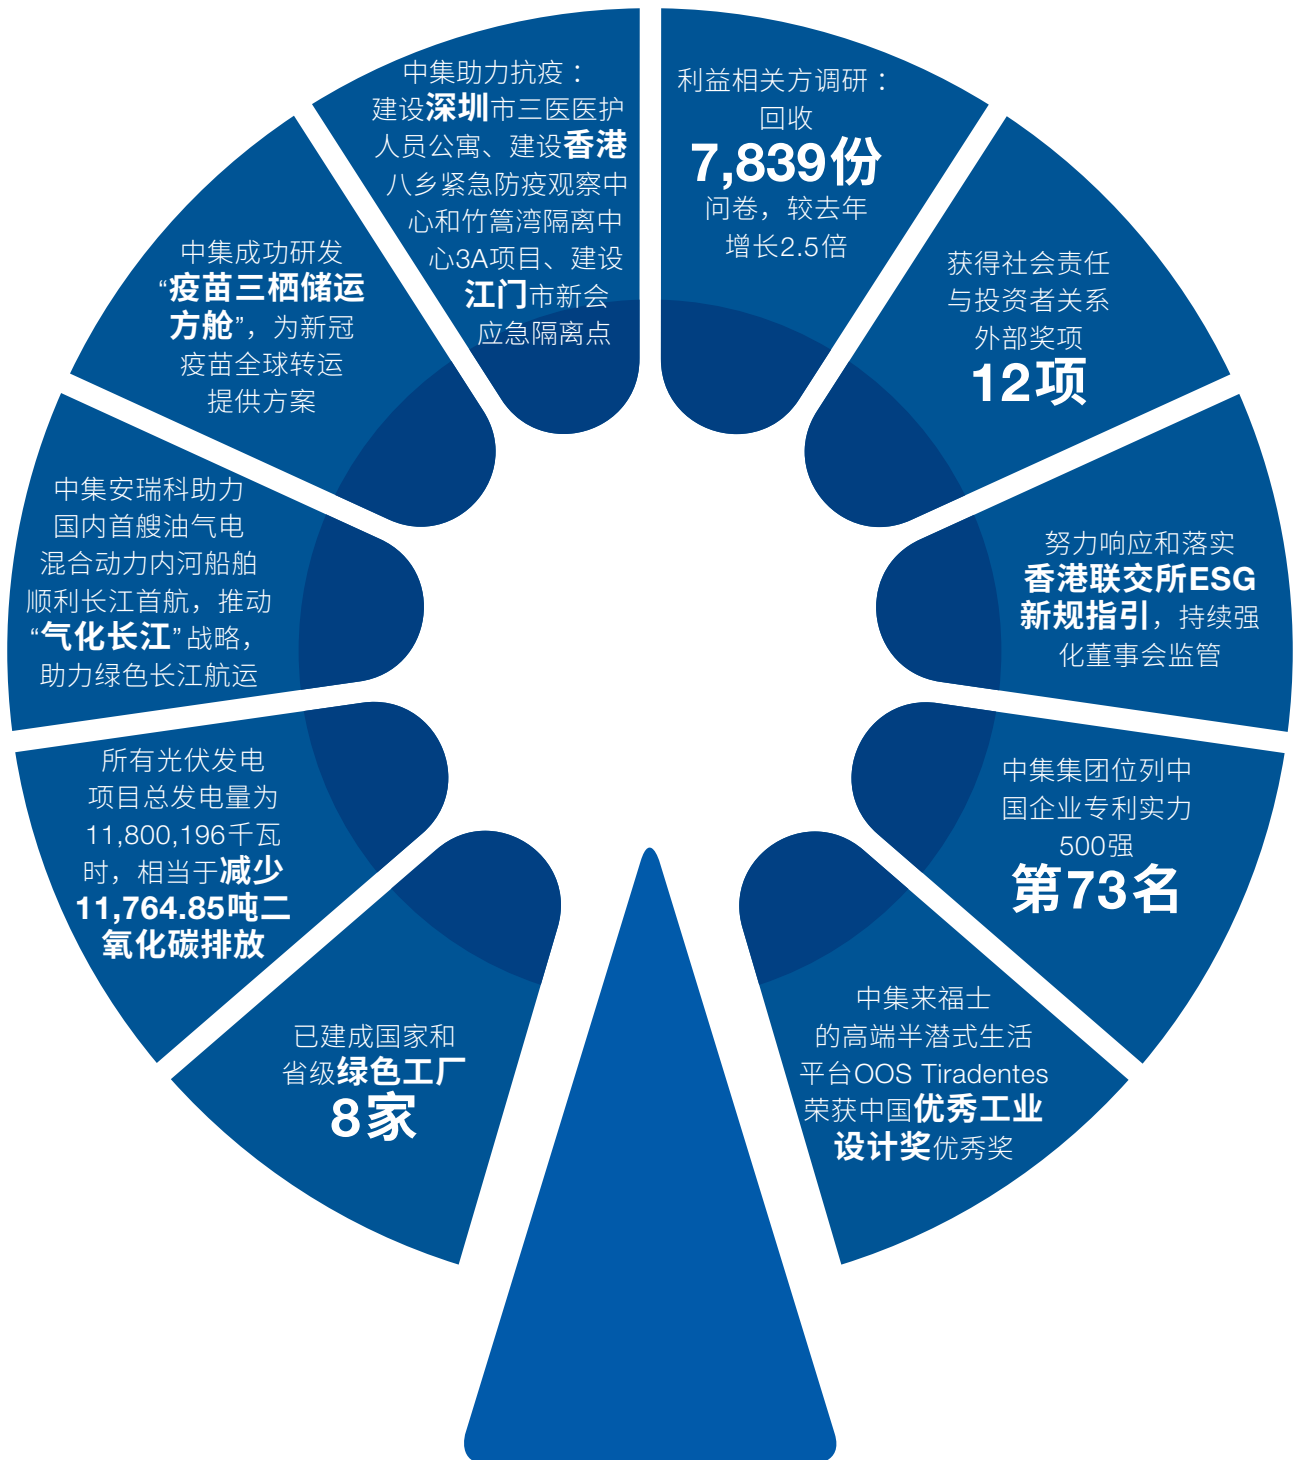 中集助力抗疫：
建设深圳市三医医护
人员公寓、建设香港
八乡紧急防疫观察中
心和竹篙湾隔离中
心3A项目、建设
江门市新会
应急隔离点
利益相关方调研：
回收
7,839份
问卷，较去年
增长2.5倍
获得社会责任
与投资者关系
外部奖项
12项
努力响应和落实
香港联交所ESG
新规指引，持续强
化董事会监管
中集集团位列中
国企业专利实力
500强
第73名
中集来福士
的高端半潜式生活
平台OOS Tiradentes
荣获中国优秀工业
设计奖优秀奖
已建成国家和
省级绿色工厂
8家
所有光伏发电
项目总发电量为
11,800,196千瓦
时，相当于减少
11,764.85吨二
氧化碳排放
中集安瑞科助力
国内首艘油气电
混合动力内河船舶
顺利长江首航，推动
“气化长江”战略，
助力绿色长江航运
中集成功研发
“疫苗三栖储运
方舱”，为新冠
疫苗全球转运
提供方案